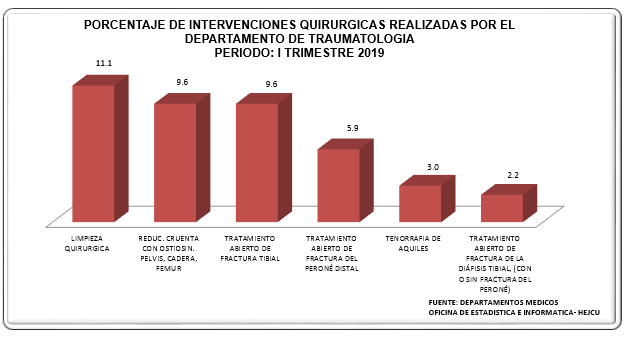 PORCENTAJE DE INTERVENCIONES QUIRURGICAS REALIZADAS POR EL
DEPARTAMENTO DE TRAUMATOLOGIA
PERIODO: I TRIMESTRE 2019
11.1
9.6
9.6
5.9
3.0
2.2
LIMPIEZA
QUIRURGICA
REDUC. CRUENTA
CON OSTIOSN.
PELVIS, CADERA,
FEMUR
TRATAMIENTO
ABIERTO DE
FRACTURA TIBIAL
TRATAMIENTO
ABIERTO DE
FRACTURA DEL
PERONÉ DISTAL
TENORRAFIA DE
AQUILES
TRATAMIENTO
ABIERTO DE
FRACTURA DE LA
DIÁFISIS TIBIAL, (CON
O SIN FRACTURA DEL
PERONÉ)
FUENTE: DEPARTAMENTOS MEDICOS
OFICINA DE ESTADISTICA E INFORMATICA- HEJCU